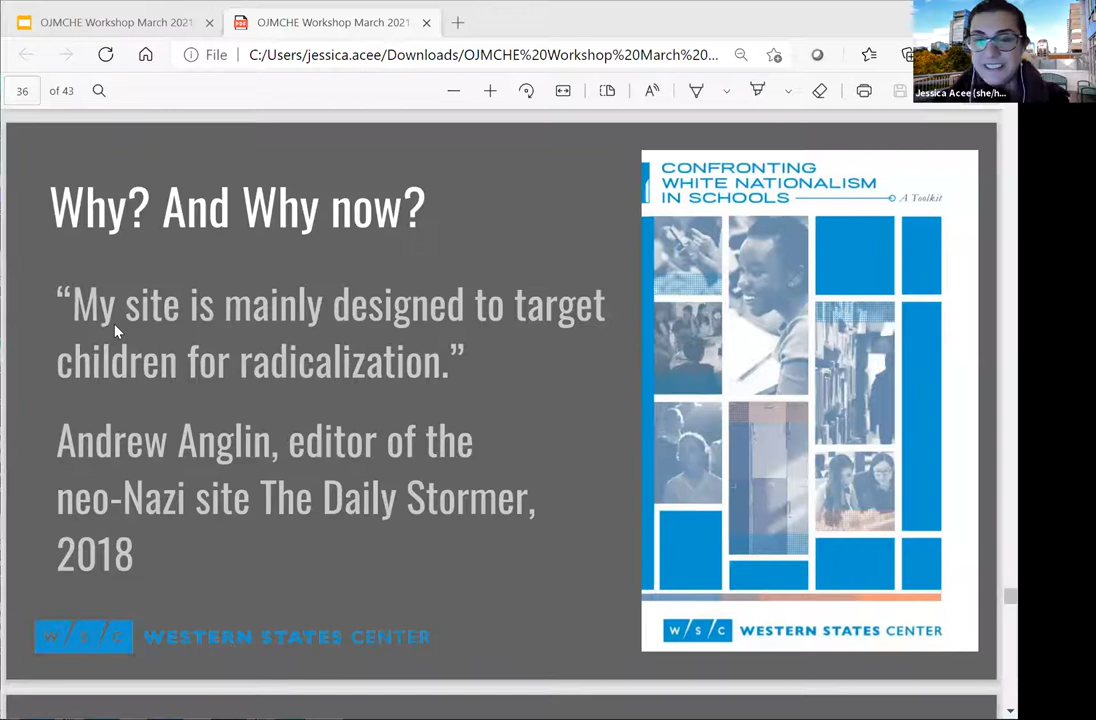 OJMCHE Workshop March 2021
OJMCHE Workshop March 2021
File
C:/Users/jessica.acee/Downloads/OJMCHE%20Workshop%20March%20...
36 of 43
Jessica Acee (she/h...
Why? And Why now?
“My site is mainly designed to target
children for radicalization.”
Andrew Anglin, editor of the
neo-Nazi site The Daily Stormer,
2018
W/S/C WESTERN STATES CENTER
CONFRONTING
WHITE NATIONALISM
IN SCHOOLS
A Toolkit
W/S/C WESTERN STATES CENTER